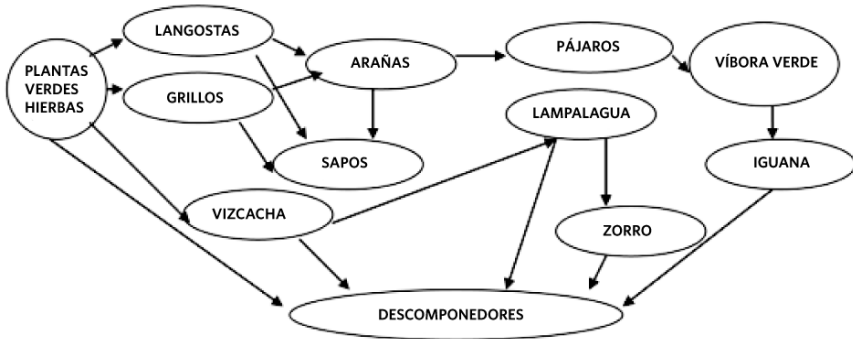 LANGOSTAS
PLANTAS
VERDES
HIERBAS
GRILLOS
ARAÑAS
PÁJAROS
VÍBORA VERDE
LAMPALAGUA
SAPOS
IGUANA
VIZCACHA
ZORRO
DESCOMPONEDORES